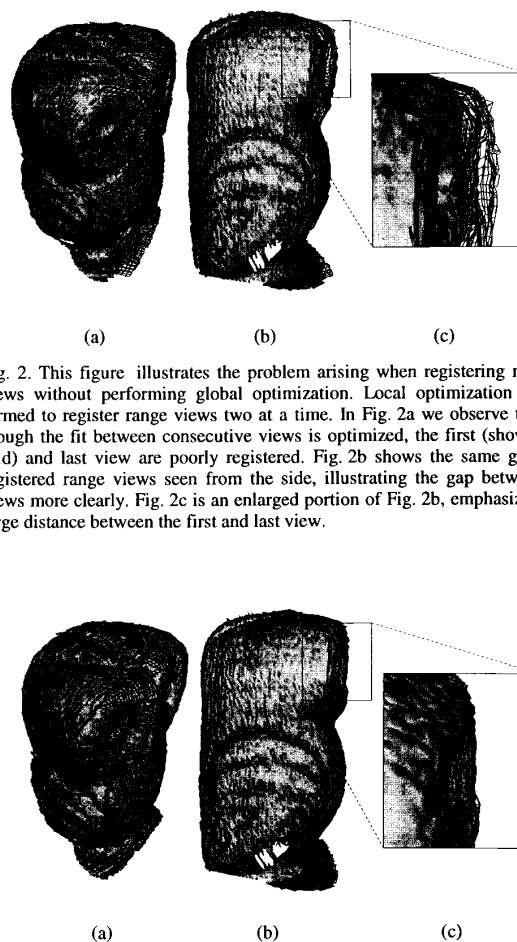 (a) (b) (c)
g. 2. This figure illustrates the problem arising when registering
ews without performing global optimization. Local optimization
rmed to register range views two at a time. In Fig. 2a we observe
ough the fit between consecutive views is optimized, the first (show
id) and last view are poorly registered. Fig. 2b shows the same
gistered range views seen from the side, illustrating the gap betw
ews more clearly. Fig. 2c is an enlarged portion of Fig. 2b, emphasiz
rge distance between the first and last view.
(a) (b) (c)